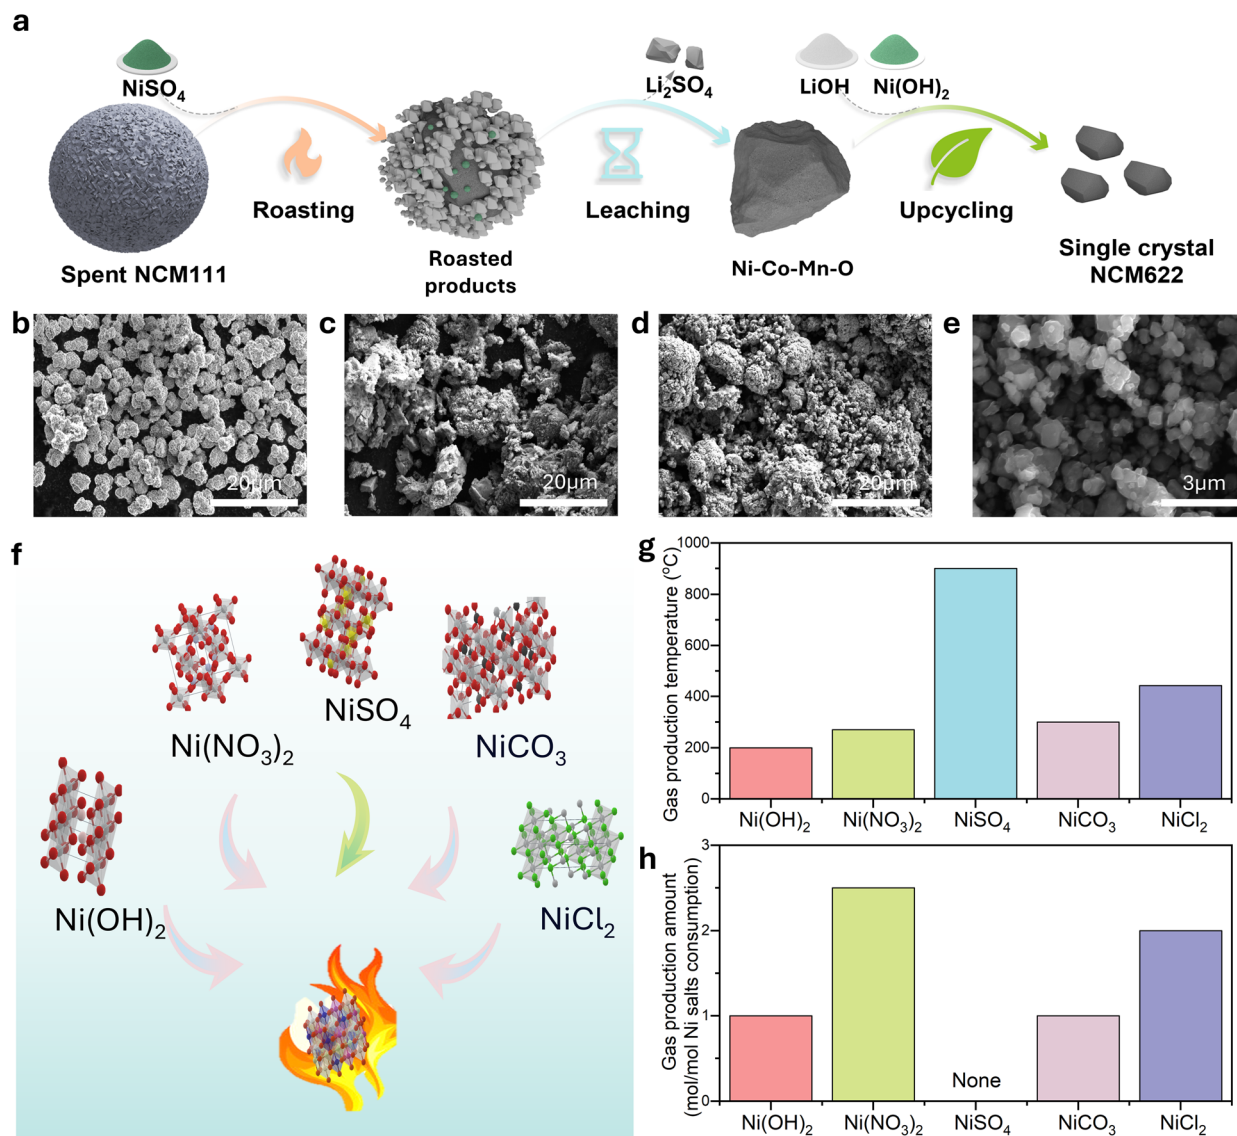 a
NiSO₄
Li₂SO₄
LiOH
Ni(OH)₂
Roasting
Leaching
Upcycling
Spent NCM111
Roasted
products
Ni-Co-Mn-O
Single crystal
NCM622
b
c
d
e
20μm
20μm
20μm
3μm
f
NiSO₄
Ni(NO₃)₂
NiCO₃
Ni(OH)₂
NiCl₂
g
Gas production temperature (°C)
1000
800
600
400
200
0
Ni(OH)₂
Ni(NO₃)₂
NiSO₄
NiCO₃
NiCl₂
h
Gas production amount
(mol/mol Ni salts consumption)
3
2
1
0
None
Ni(OH)₂
Ni(NO₃)₂
NiSO₄
NiCO₃
NiCl₂